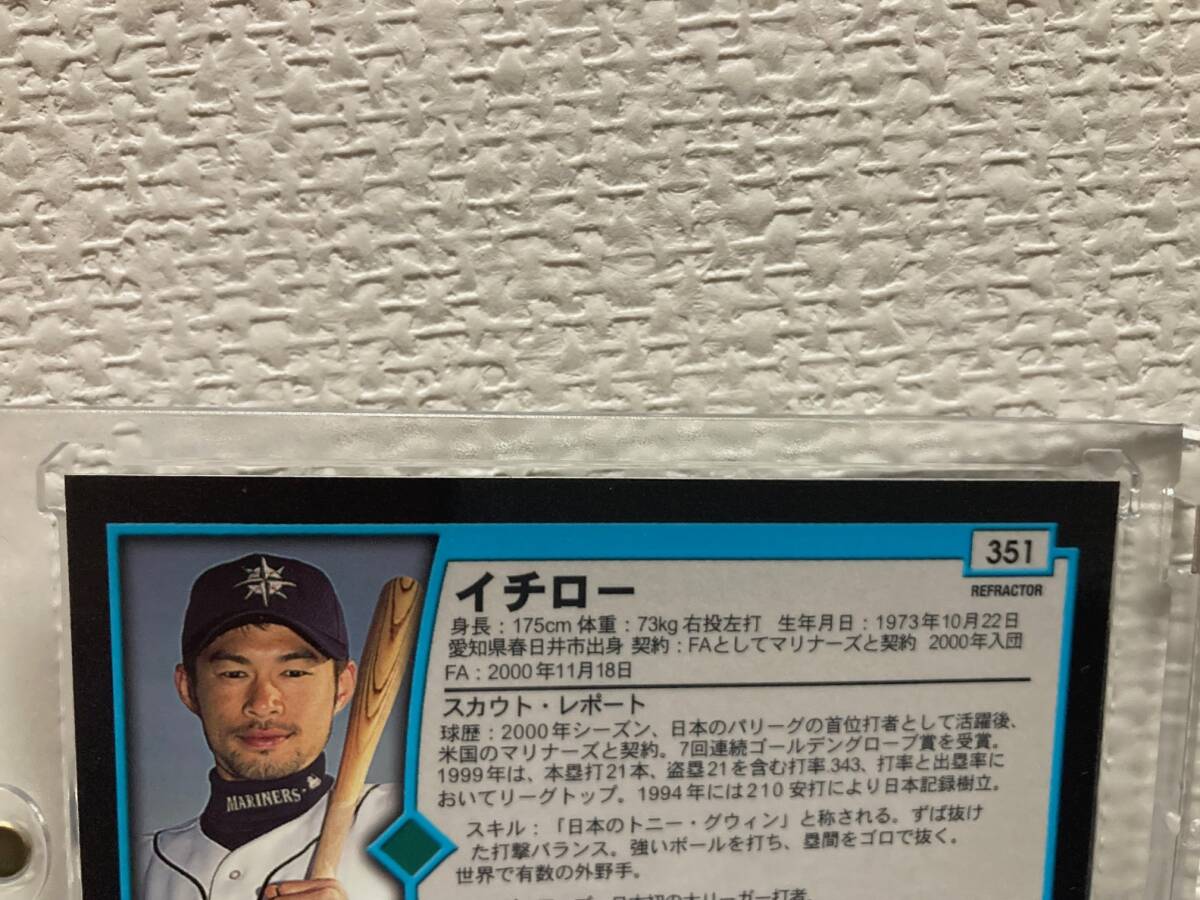 351
REFRACTOR
イチロー
身長：175cm 体重：73kg 右投左打 生年月日：1973年10月22日
愛知県春日井市出身 契約：FAとしてマリナーズと契約 2000年入団
FA：2000年11月18日
スカウト・レポート
球歴：2000年シーズン、日本のパリーグの首位打者として活躍後、
米国のマリナーズと契約。7回連続ゴールデングローブ賞を受賞。
1999年は、本塁打21本、盗塁21を含む打率.343、打率と出塁率に
おいてリーグトップ。1994年には210安打により日本記録樹立。
スキル：「日本のトニー・グウィン」と称される。ずば抜け
た打撃バランス。強いボールを打ち、塁間をゴロで抜く。
世界で有数の外野手。
MARINERS